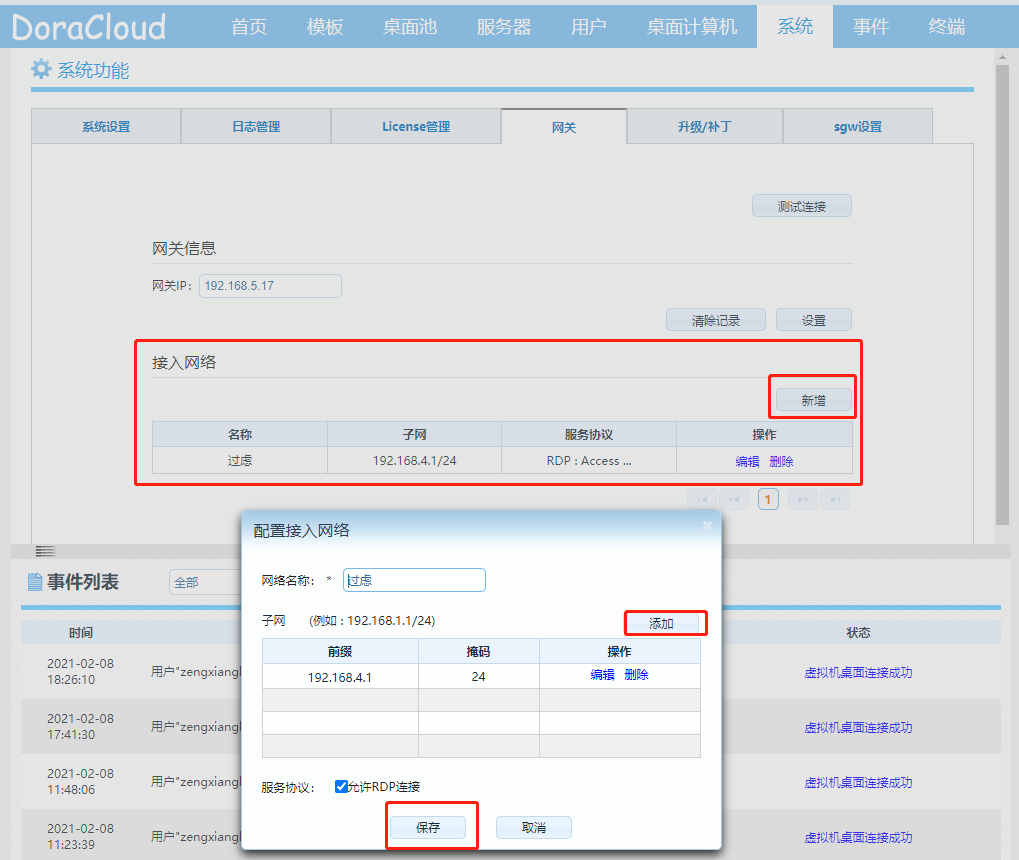 DoraCloud 首页 模板 桌面池 服务器 用户 桌面计算机 系统 事件 终端
系统功能
系统设置 日志管理 License管理 网关 升级/补丁 sgw设置
测试连接
网关信息
网关IP: 192.168.5.17
清除记录 设置
接入网络
新增
名称 子网 服务协议 操作
过虑 192.168.4.1/24 RDP : Access ... 编辑 删除
1
配置接入网络
网络名称: * 过虑
子网 (例如 : 192.168.1.1/24) 添加
前缀 掩码 操作
192.168.4.1 24 编辑 删除
服务协议: 允许RDP连接
保存 取消
事件列表 全部
时间 状态
2021-02-08 18:26:10 用户"zengxiangl 虚拟机桌面连接成功
2021-02-08 17:41:30 用户"zengxiangl 虚拟机桌面连接成功
2021-02-08 11:48:06 用户"zengxiangl 虚拟机桌面连接成功
2021-02-08 11:23:39 用户"zengxiangl 虚拟机桌面连接成功